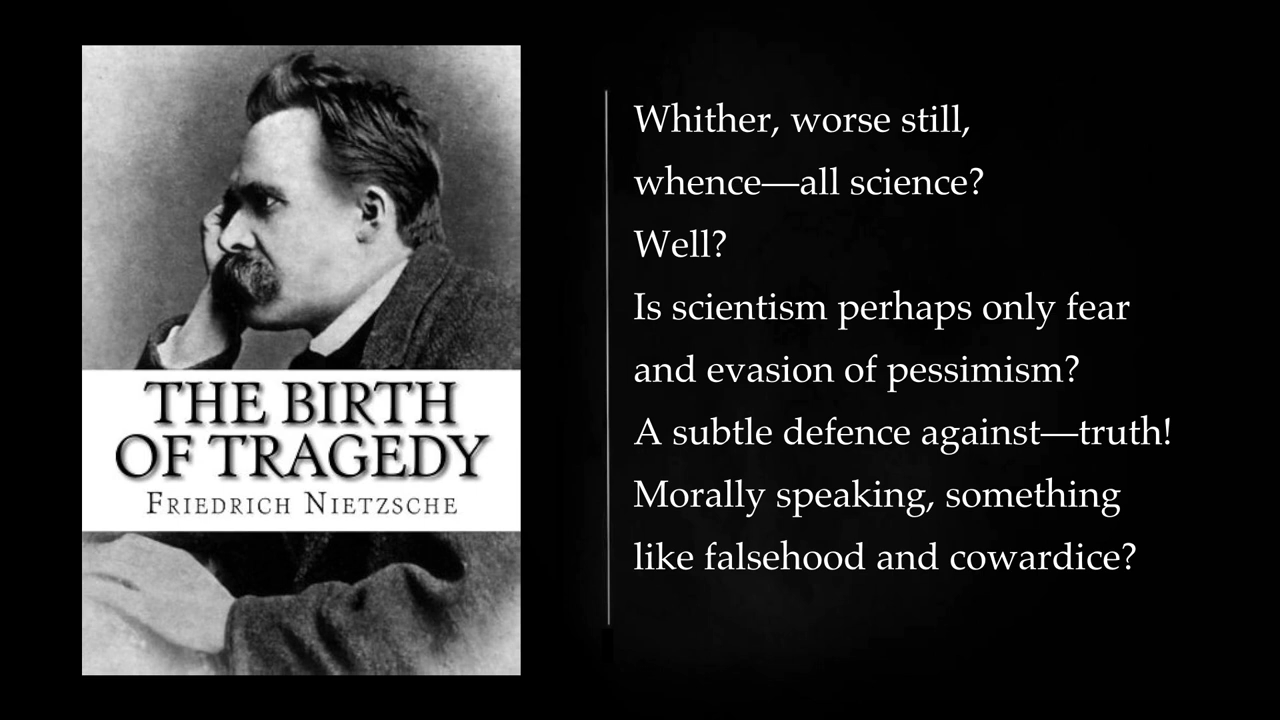 THE BIRTH
OF TRAGEDY
FRIEDRICH NIETZSCHE
Whither, worse still,
whence—all science?
Well?
Is scientism perhaps only fear
and evasion of pessimism?
A subtle defence against—truth!
Morally speaking, something
like falsehood and cowardice?